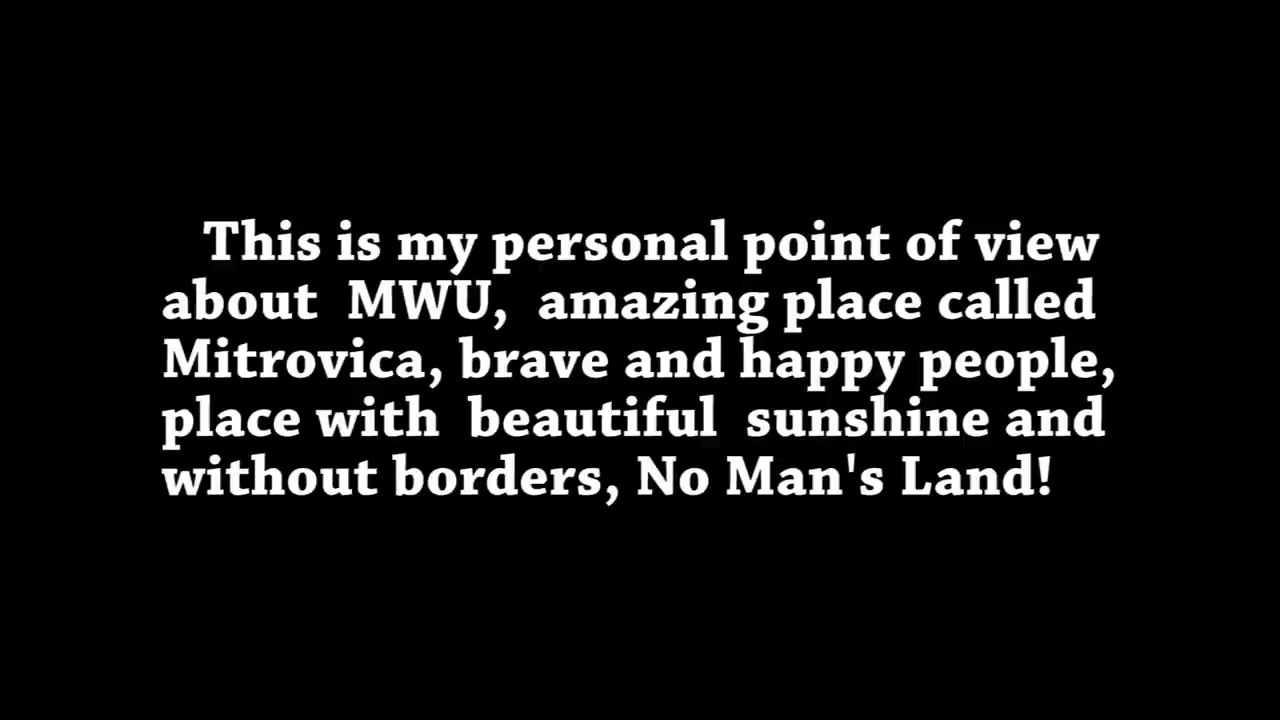 This is my personal point of view
about MWU, amazing place called
Mitrovica, brave and happy people,
place with beautiful sunshine and
without borders, No Man's Land!